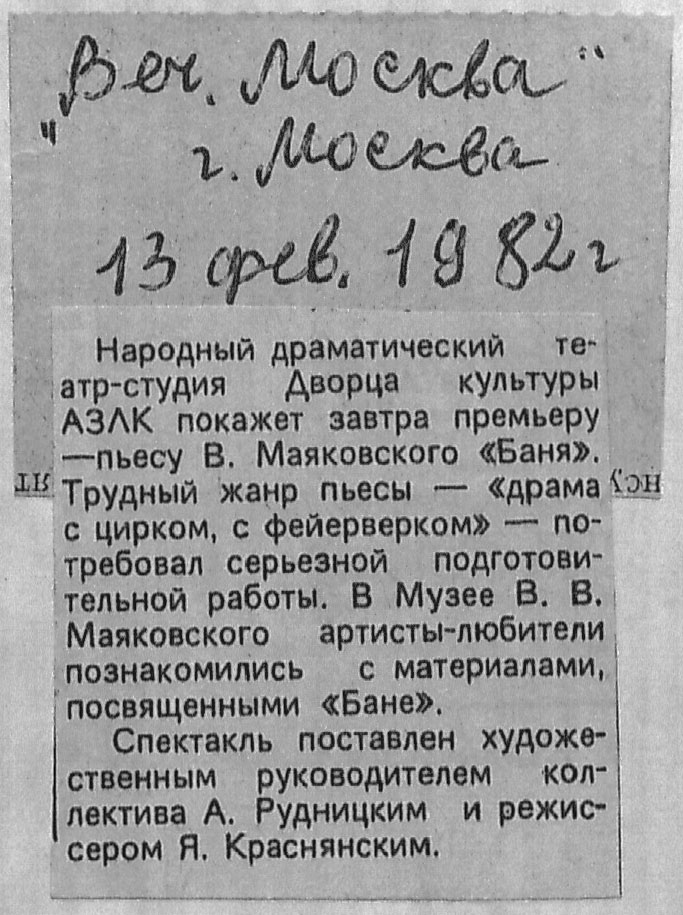 „Веч. Москва“
г. Москва
13 фев. 1982 г
Народный драматический те-
атр-студия Дворца культуры
АЗЛК покажет завтра премьеру
—пьесу В. Маяковского «Баня».
Трудный жанр пьесы — «драма
с цирком, с фейерверком» — по-
требовал серьезной подготови-
тельной работы. В Музее В. В.
Маяковского артисты-любители
познакомились с материалами,
посвященными «Бане».
Спектакль поставлен художе-
ственным руководителем кол-
лектива А. Рудницким и режис-
сером Я. Краснянским.